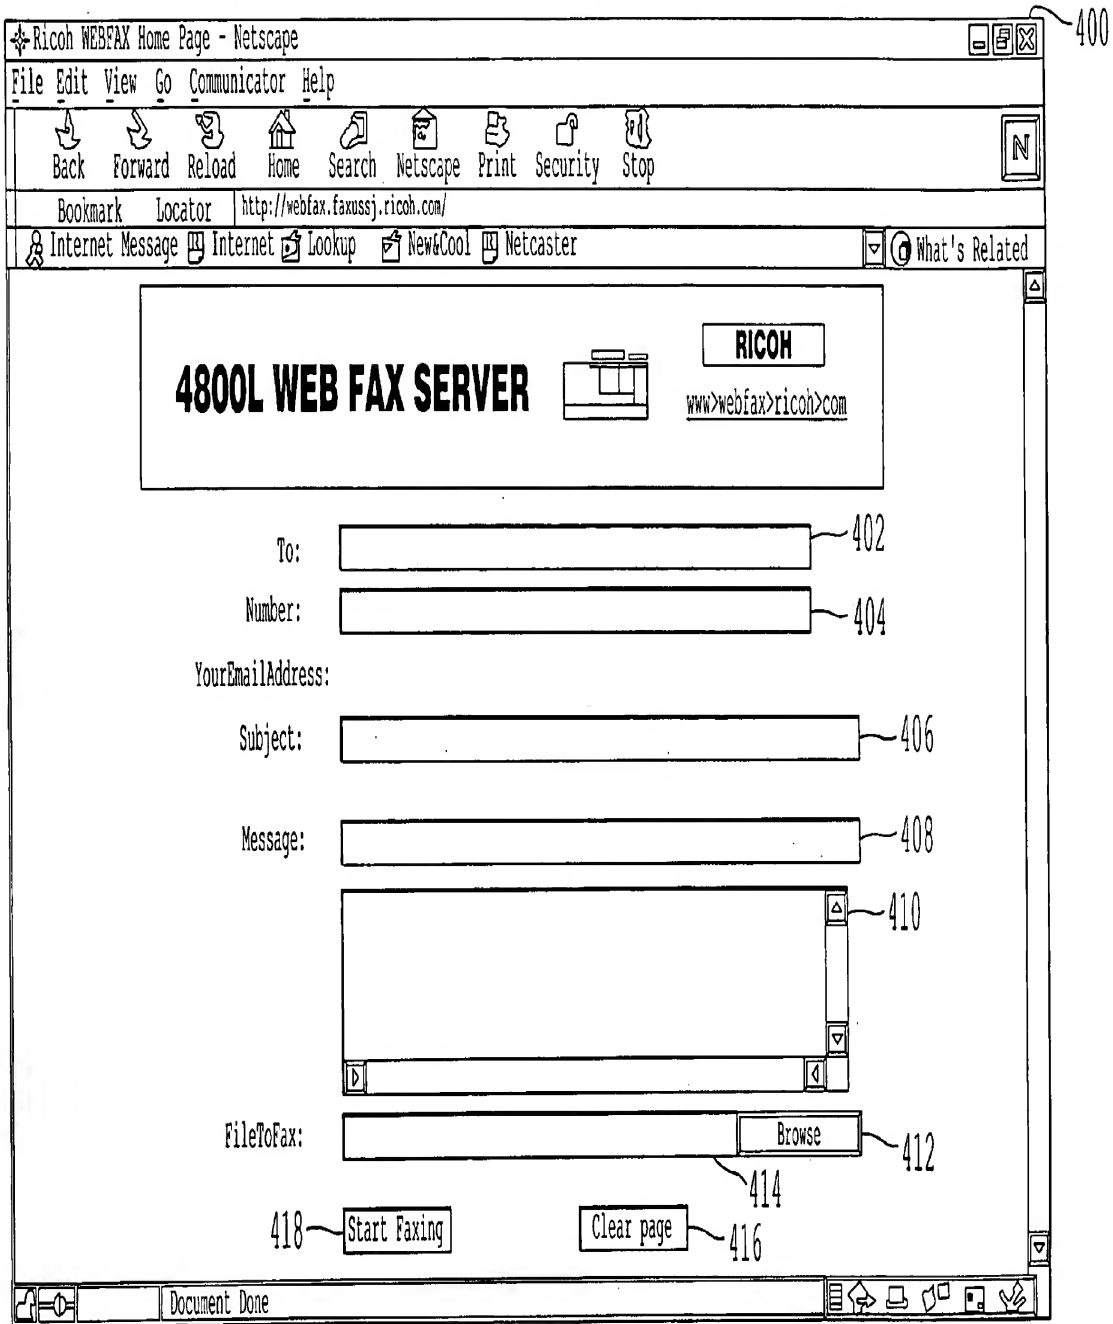 400
Ricoh WEBFAX Home Page - Netscape
File Edit View Go Communicator Help
Back Forward Reload Home Search Netscape Print Security Stop
N
Bookmark Locator http://webfax.faxussj.ricoh.com/
Internet Message Internet Lookup New&Cool Netcaster What's Related
4800L WEB FAX SERVER
RICOH
www>webfax>ricoh>com
To: 402
Number: 404
YourEmailAddress:
Subject: 406
Message: 408
410
FileToFax: Browse 412
414
418 Start Faxing Clear page 416
Document Done